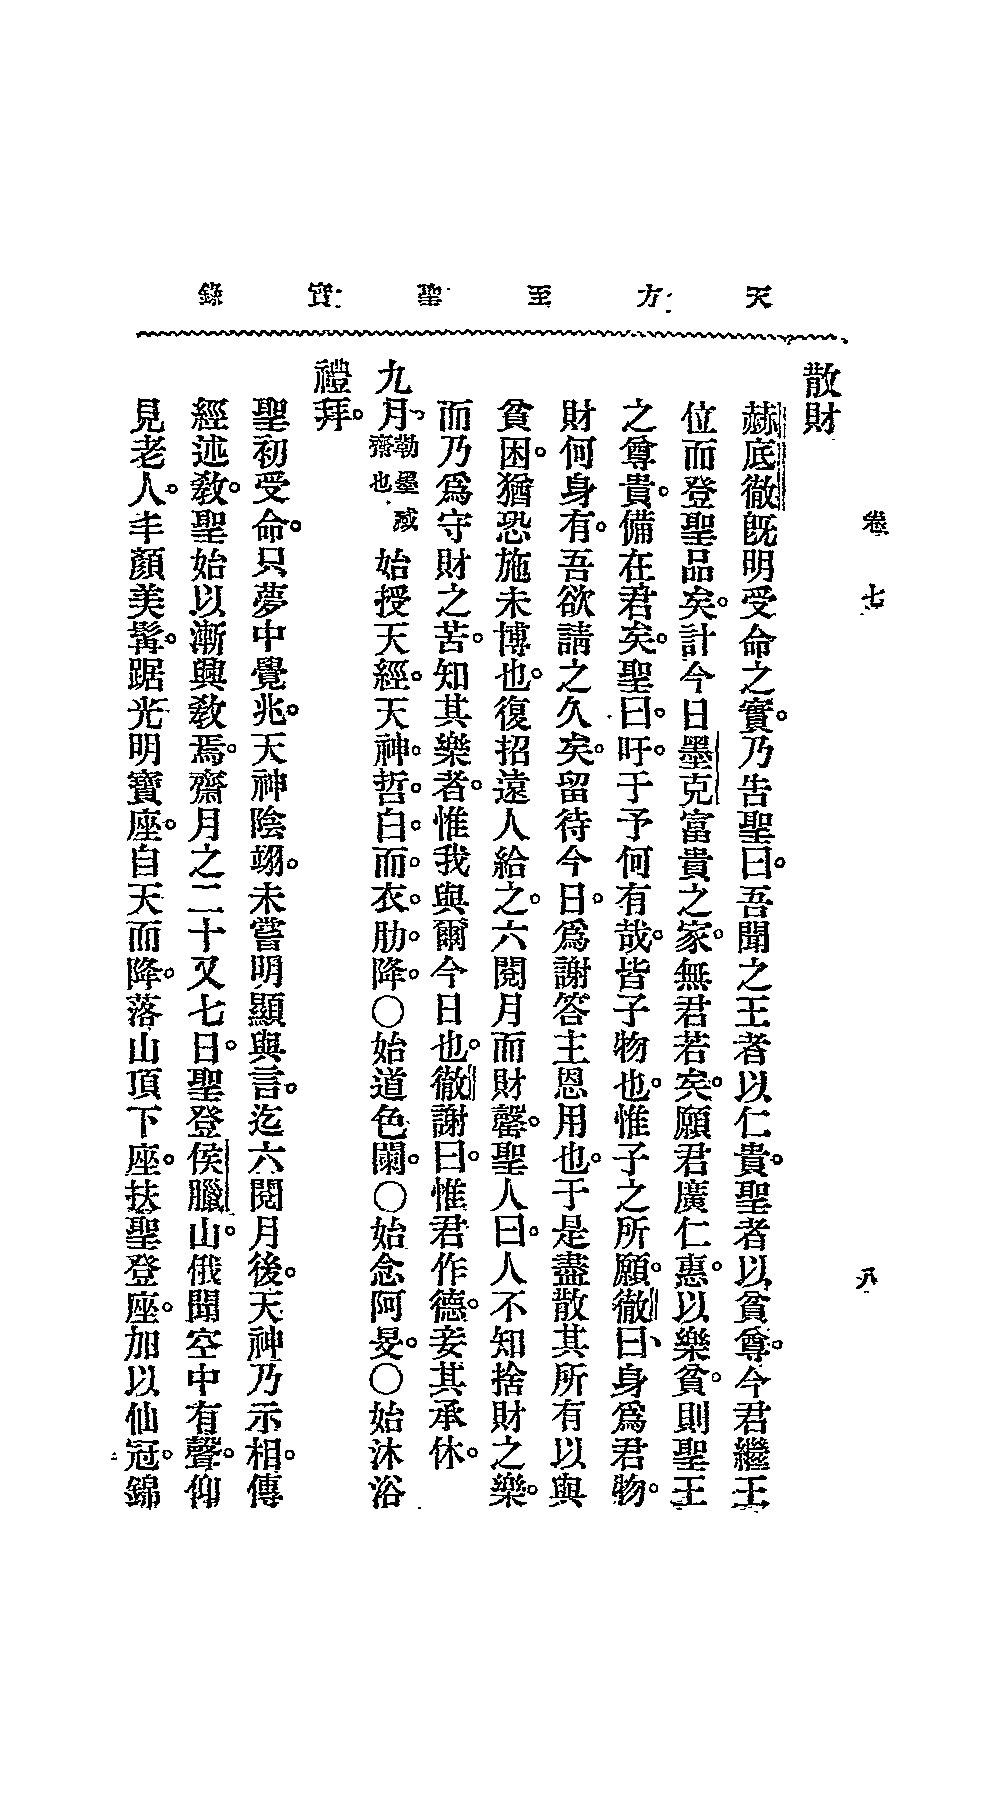 天方至聖實錄
卷七 八
散財
赫底徹旣明受命之實。乃告聖曰。吾聞之王者以仁貴。聖者以貧尊。今君繼王
位而登聖品矣。計今日墨克富貴之家。無君若矣。願君廣仁惠。以樂貧。則聖王
之尊貴。備在君矣。聖曰。吁。于予何有哉。皆子物也。惟子之所願。徹曰、身爲君物。
財何身有。吾欲請之久矣。留待今日。爲謝答主恩用也。于是盡散其所有以與
貧困。猶恐施未博也。復招遠人給之。六閱月而財罄。聖人曰。人不知捨財之樂。
而乃爲守財之苦。知其樂者。惟我與爾今日也。徹謝曰。惟君作德。妾其承休。
九月、勒墨臧齋也 始授天經。天神。哲。白。而。衣。肋。降。〇始道色闌。〇始念阿旻。〇始沐浴
禮拜。
聖初受命。只夢中覺兆。天神陰翊。未嘗明顯與言。迄六閱月後。天神乃示相。傳
經述敎。聖始以漸興敎焉。齋月之二十又七日。聖登侯臘山。俄聞空中有聲。仰
見老人。丰顏美髯。踞光明寶座。自天而降。落山頂下座。扶聖登座。加以仙冠。錦